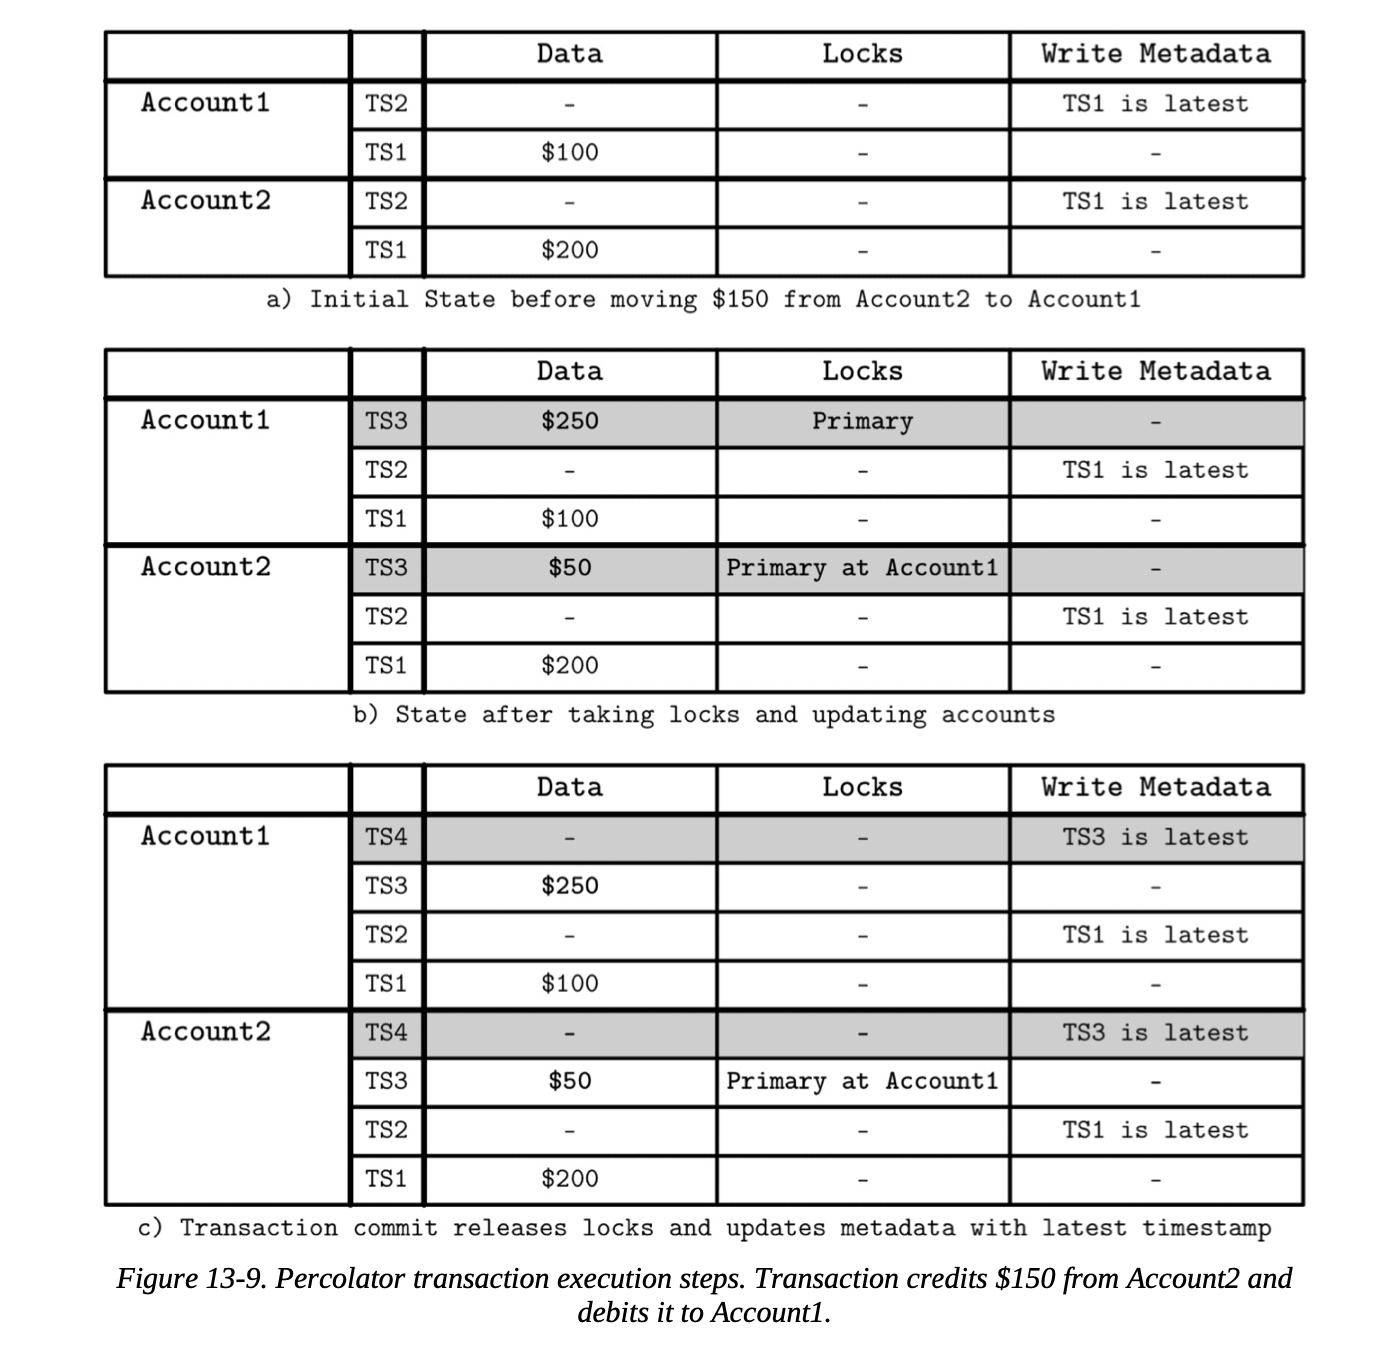 Data Locks Write Metadata
Account1 TS2 - - TS1 is latest
TS1 $100 - -
Account2 TS2 - - TS1 is latest
TS1 $200 - -
a) Initial State before moving $150 from Account2 to Account1
Data Locks Write Metadata
Account1 TS3 $250 Primary -
TS2 - - TS1 is latest
TS1 $100 - -
Account2 TS3 $50 Primary at Account1 -
TS2 - - TS1 is latest
TS1 $200 - -
b) State after taking locks and updating accounts
Data Locks Write Metadata
Account1 TS4 - - TS3 is latest
TS3 $250 - -
TS2 - - TS1 is latest
TS1 $100 - -
Account2 TS4 - - TS3 is latest
TS3 $50 Primary at Account1 -
TS2 - - TS1 is latest
TS1 $200 - -
c) Transaction commit releases locks and updates metadata with latest timestamp
Figure 13-9. Percolator transaction execution steps. Transaction credits $150 from Account2 and
debits it to Account1.